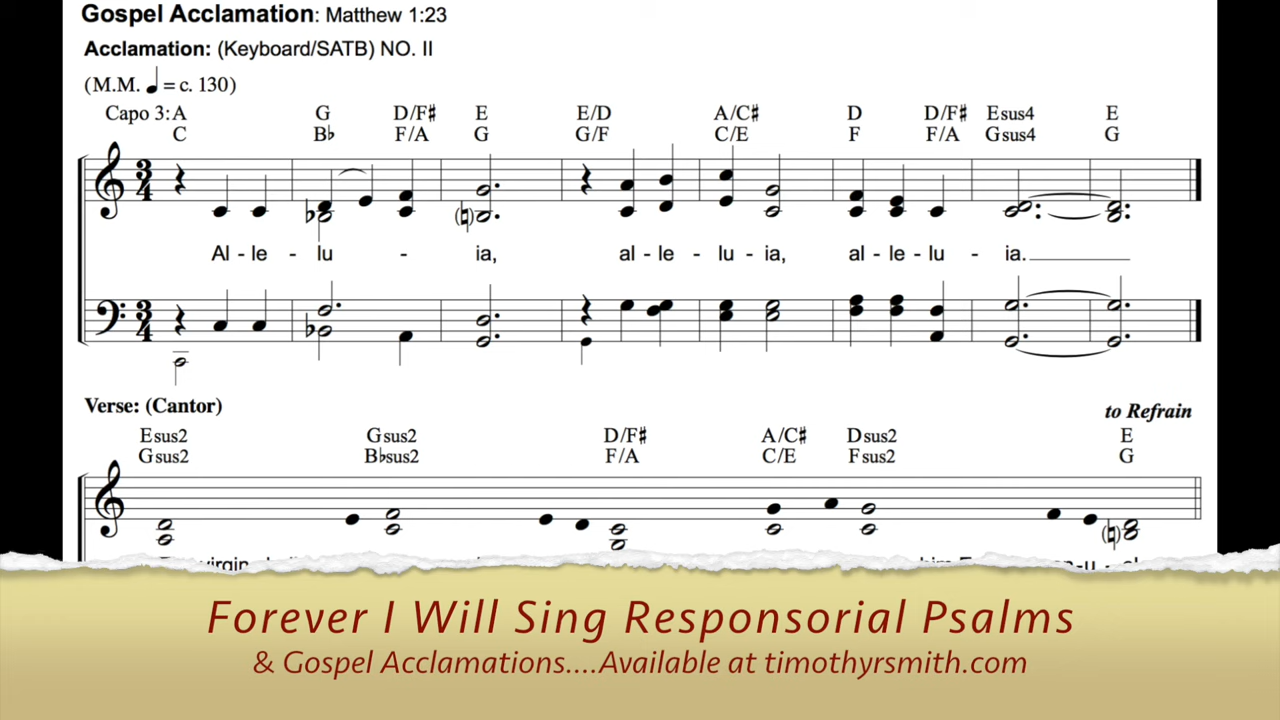 Gospel Acclamation: Matthew 1:23
Acclamation: (Keyboard/SATB) NO. II
(M.M. ♩ = c. 130)
Capo 3: A G D/F♯ E E/D A/C♯ D D/F♯ Esus4 E
C B♭ F/A G G/F C/E F F/A Gsus4 G
Al - le - lu - ia, al - le - lu - ia, al - le - lu - ia.
Verse: (Cantor)
to Refrain
Esus2 Gsus2 D/F♯ A/C♯ Dsus2 E
Gsus2 B♭sus2 F/A C/E Fsus2 G
Forever I Will Sing Responsorial Psalms
& Gospel Acclamations....Available at timothyrsmith.com